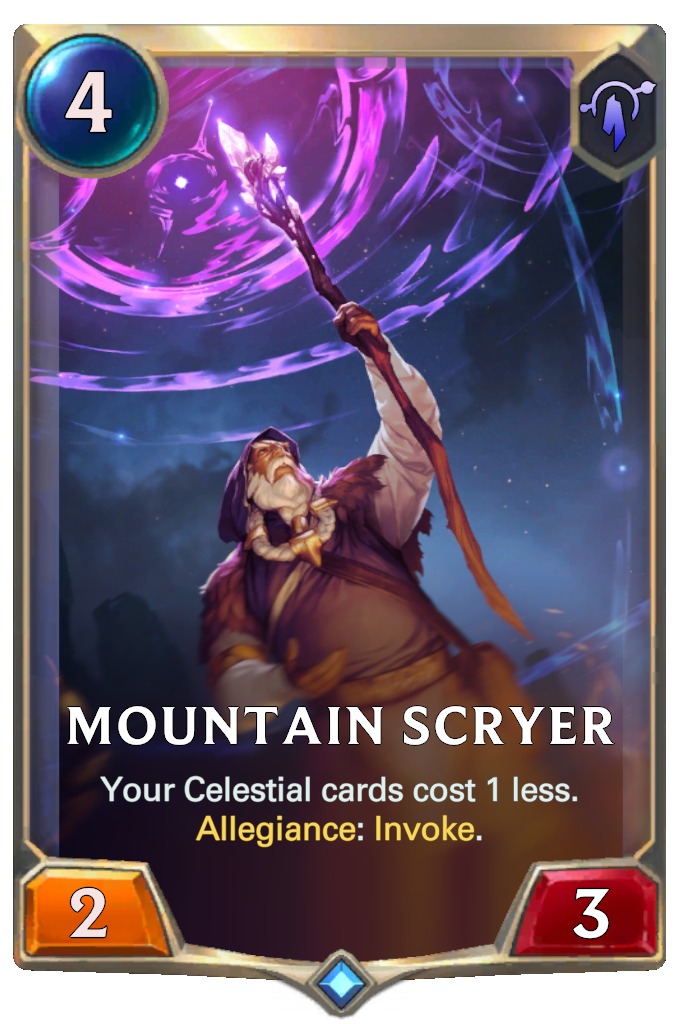 4
MOUNTAIN SCRYER
Your Celestial cards cost 1 less.
Allegiance: Invoke.
2
3